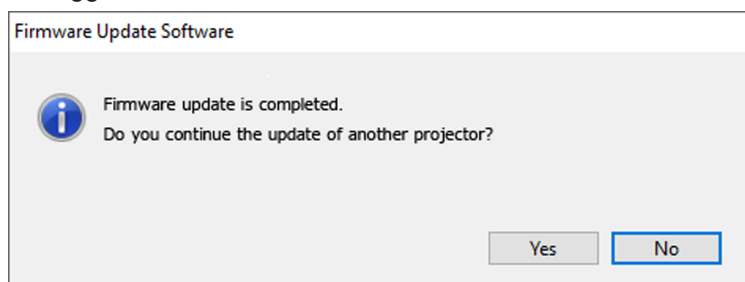 Firmware Update Software
Firmware update is completed.
Do you continue the update of another projector?
Yes No